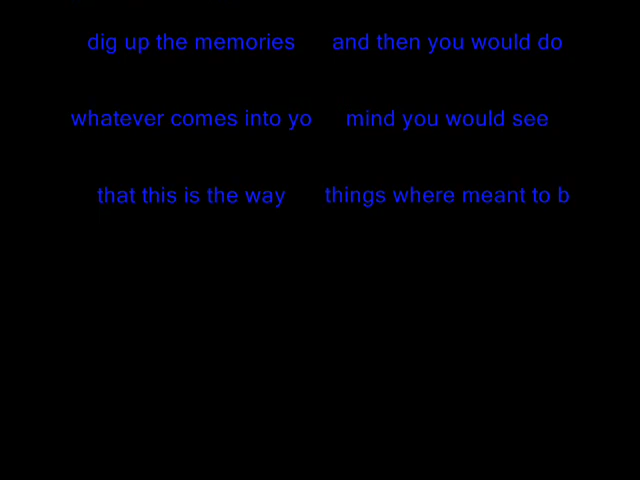 dig up the memories and then you would do
whatever comes into yo mind you would see
that this is the way things where meant to b